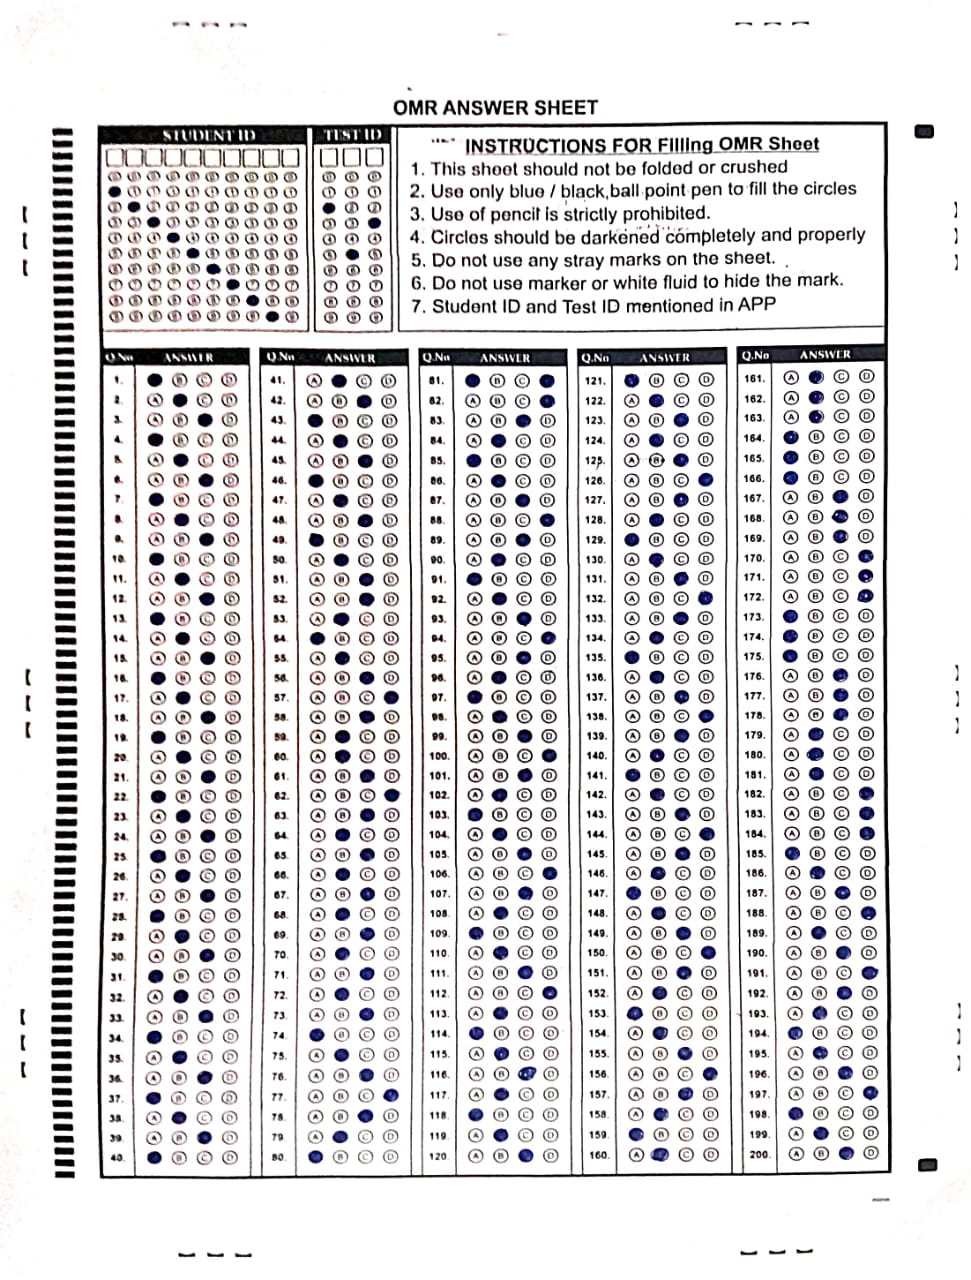 OMR ANSWER SHEET
STUDENT ID
TEST ID
INSTRUCTIONS FOR Filling OMR Sheet
1. This sheet should not be folded or crushed
2. Use only blue / black,ball point pen to fill the circles
3. Use of pencil is strictly prohibited.
4. Circles should be darkened completely and properly
5. Do not use any stray marks on the sheet.
6. Do not use marker or white fluid to hide the mark.
7. Student ID and Test ID mentioned in APP
Q.No ANSWER
Q.No ANSWER
Q.No ANSWER
Q.No ANSWER
Q.No ANSWER
1. B C D
2. A C D
3. A B D
4. B C D
5. A C D
6. A B D
7. B C D
8. A C D
9. A B D
10. B C D
11. A C D
12. A B D
13. B C D
14. A C D
15. A B D
16. B C D
17. A C D
18. A B D
19. B C D
20. A C D
21. A B D
22. B C D
23. A C D
24. A B D
25. B C D
26. A C D
27. A B D
28. B C D
29. A C D
30. A B D
31. B C D
32. A C D
33. A B D
34. B C D
35. A C D
36. A B D
37. B C D
38. A C D
39. A B D
40. B C D
41. A C D
42. A B D
43. B C D
44. A C D
45. A B D
46. B C D
47. A C D
48. A B D
49. B C D
50. A C D
51. A B D
52. A B D
53. A C D
54. B C D
55. A C D
56. A B D
57. A B C
58. A B D
59. A C D
60. A C D
61. A B D
62. A B C
63. A B D
64. A C D
65. A B D
66. A C D
67. A B D
68. A C D
69. A B D
70. A C D
71. A B D
72. A C D
73. A B D
74. B C D
75. A C D
76. A B D
77. A B C
78. A B D
79 A C D
80. B C D
81. B C
82. A B C
83. A B D
84. A C D
85. B C D
86. A C D
87. A B D
88. A B C
89. A B D
90. A C D
91. B C D
92. A C D
93. A B D
94. A B C
95. A B D
96. A C D
97. B C D
98. A C D
99. A B D
100. A B C
101. A B D
102. A C D
103. B C D
104. A C D
105. A B D
106. A B C
107. A B D
108. A C D
109. B C D
110. A C D
111. A B D
112. A B C
113. A C D
114. B C D
115. A C D
116. A B D
117. A C D
118. B C D
119. A C D
120. A B D
121. B C D
122. A C D
123. A B D
124. A C D
125. A B D
126. A B C
127. A B D
128. A C D
129. B C D
130. A C D
131. A B D
132. A B C
133. A B D
134. A C D
135. B C D
136. A C D
137. A B D
138. A B C
139. A B D
140. A C D
141. B C D
142. A C D
143. A B D
144. A B C
145. A B D
146. A C D
147. B C D
148. A C D
149. A B D
150. A B C
151. A B D
152. A C D
153. B C D
154. A C D
155. A B D
156. A B C
157. A B D
158. A C D
159. B C D
160. A C D
161. A C D
162. A C D
163. A C D
164. B C D
165. B C D
166. B C D
167. A B D
168. A B D
169. A B D
170. A B C
171. A B C
172. A B C
173. B C D
174. B C D
175. B C D
176. A B D
177. A B D
178. A B D
179. A C D
180. A C D
181. A C D
182. A B C
183. A B C
184. A B C
185. B C D
186. A C D
187. A B D
188. A B C
189. A C D
190. A B D
191. A B C
192. A B D
193. A C D
194. B C D
195. A C D
196. A B D
197. A B C
198. B C D
199. A C D
200. A B D